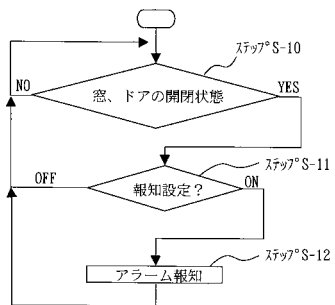 ｽﾃｯﾌﾟS-10
NO
窓、ドアの開閉状態
YES
ｽﾃｯﾌﾟS-11
OFF
報知設定？
ON
ｽﾃｯﾌﾟS-12
アラーム報知